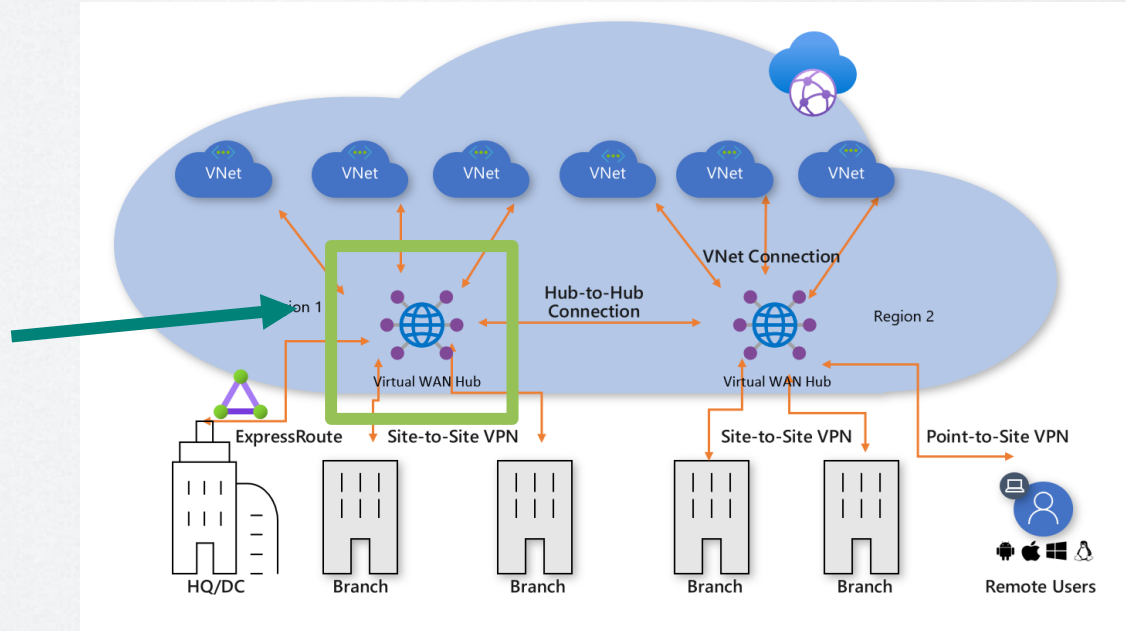 VNet
VNet
VNet
VNet
VNet
VNet
VNet Connection
Hub-to-Hub
Connection
ion 1
Region 2
Virtual WAN Hub
Virtual WAN Hub
ExpressRoute
Site-to-Site VPN
Site-to-Site VPN
Point-to-Site VPN
HQ/DC
Branch
Branch
Branch
Branch
Remote Users